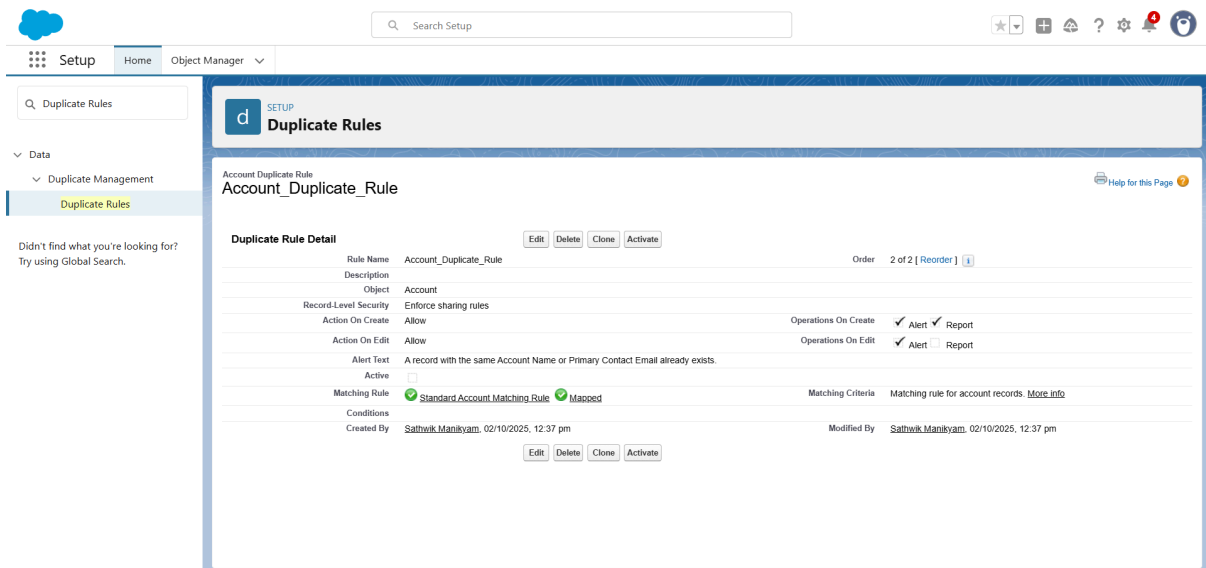 Search Setup
4
Setup Home Object Manager
Duplicate Rules
d
SETUP
Duplicate Rules
Data
Duplicate Management
Duplicate Rules
Didn't find what you're looking for?
Try using Global Search.
Account Duplicate Rule
Account_Duplicate_Rule
Help for this Page ?
Duplicate Rule Detail Edit Delete Clone Activate
Rule Name Account_Duplicate_Rule Order 2 of 2 [ Reorder ] i
Description
Object Account
Record-Level Security Enforce sharing rules
Action On Create Allow Operations On Create Alert Report
Action On Edit Allow Operations On Edit Alert Report
Alert Text A record with the same Account Name or Primary Contact Email already exists.
Active
Matching Rule Standard Account Matching Rule Mapped Matching Criteria Matching rule for account records. More info
Conditions
Created By Sathwik Manikyam, 02/10/2025, 12:37 pm Modified By Sathwik Manikyam, 02/10/2025, 12:37 pm
Edit Delete Clone Activate